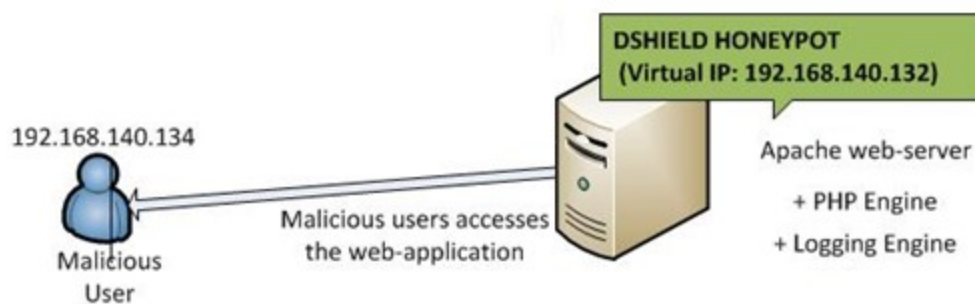 DSHIELD HONEYPOT
(Virtual IP: 192.168.140.132)
192.168.140.134
Apache web-server
+ PHP Engine
+ Logging Engine
Malicious users accesses
the web-application
Malicious
User